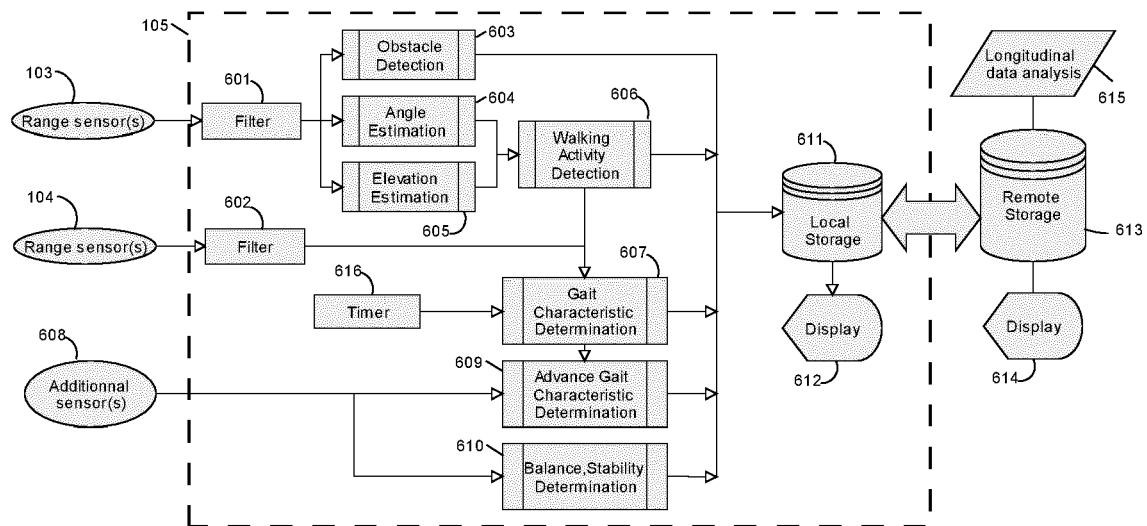 105
603
Obstacle
Detection
Longitudinal
data analysis
615
103
Range sensor(s)
601
Filter
604
Angle
Estimation
606
Walking
Activity
Detection
611
Local
Storage
Remote
Storage
613
Elevation
Estimation
605
104
Range sensor(s)
602
Filter
607
Gait
Characteristic
Determination
616
Timer
Display
612
Display
614
608
Additionnal
sensor(s)
609
Advance Gait
Characteristic
Determination
610
Balance,Stability
Determination